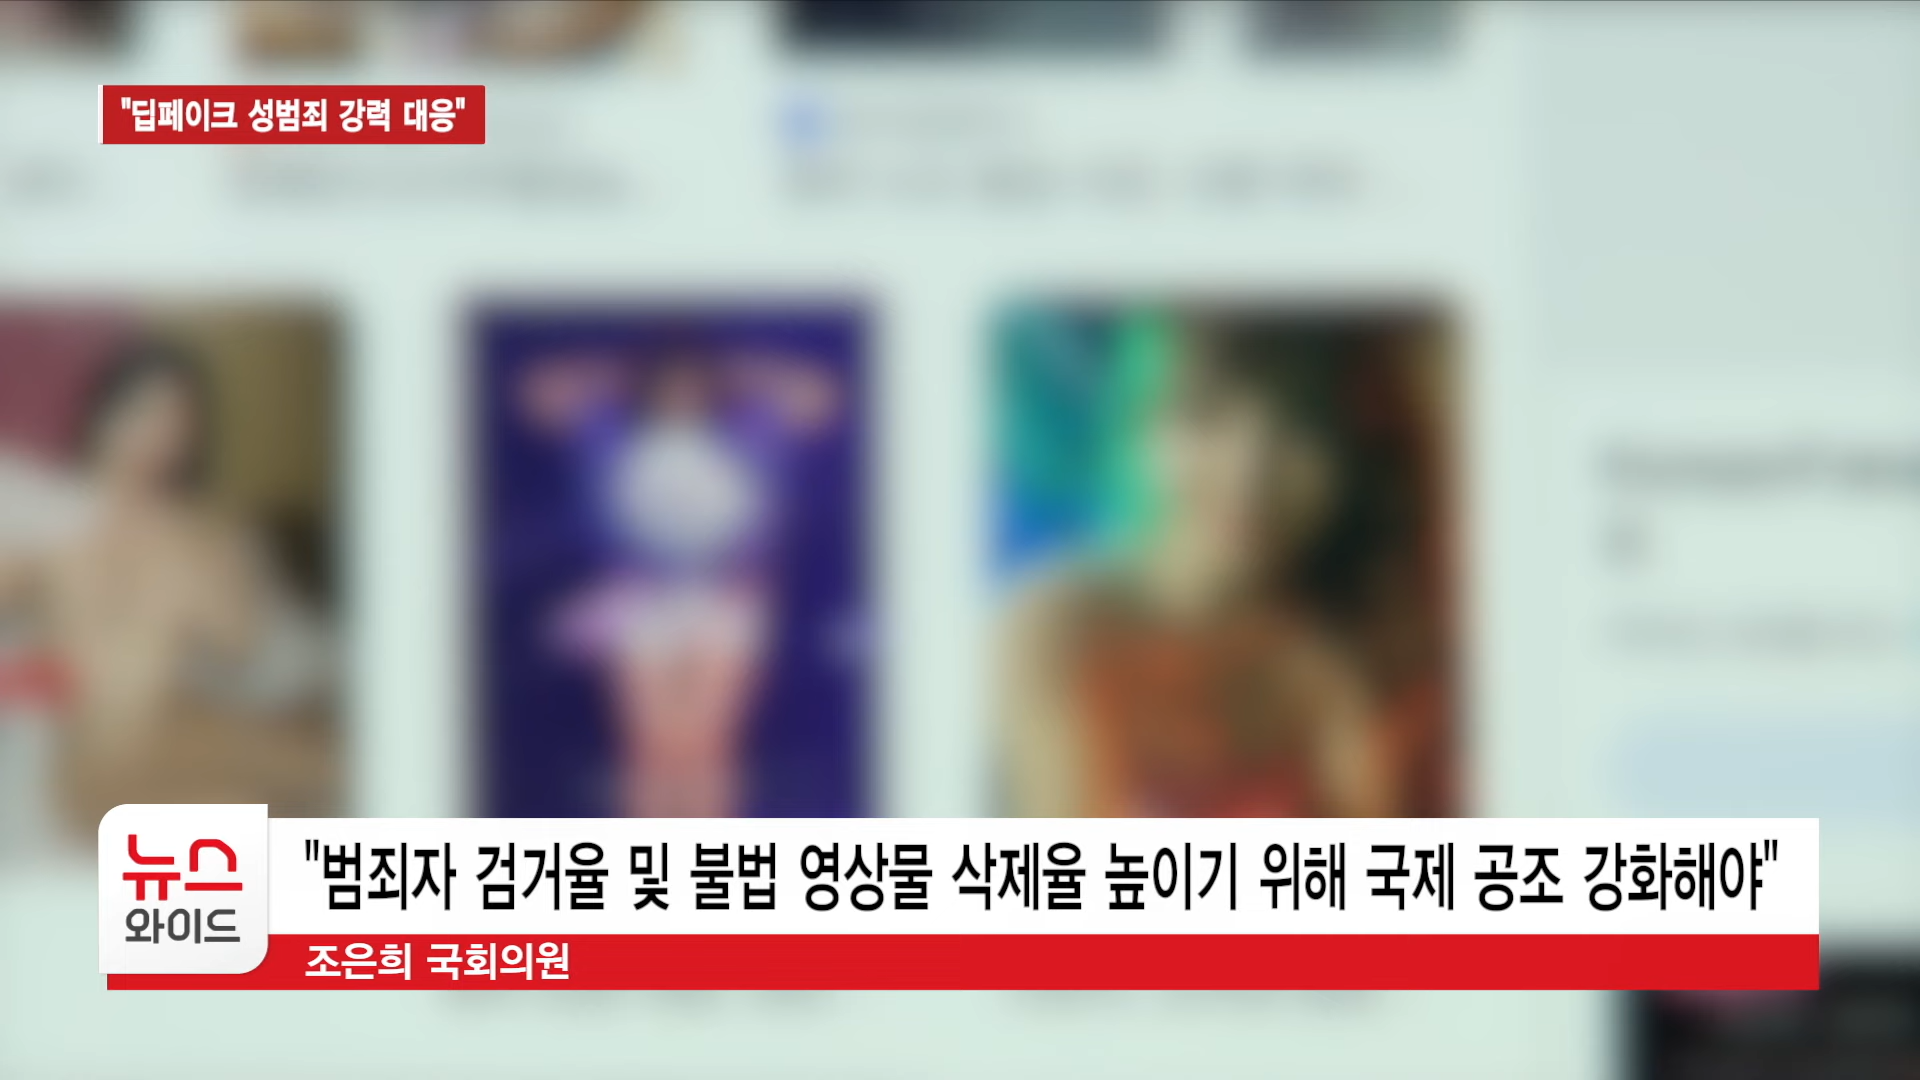 "딥페이크 성범죄 강력 대응"
뉴스
와이드
"범죄자 검거율 및 불법 영상물 삭제율 높이기 위해 국제 공조 강화해야"
조은희 국회의원